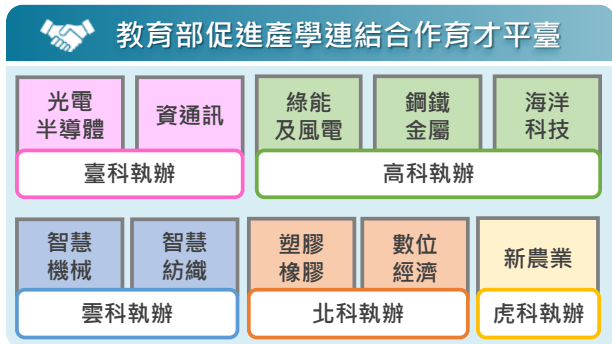 教育部促進產學連結合作育才平臺
光電
半導體
資通訊
綠能
及風電
鋼鐵
金屬
海洋
科技
臺科執辦
高科執辦
智慧
機械
智慧
紡織
塑膠
橡膠
數位
經濟
新農業
雲科執辦
北科執辦
虎科執辦